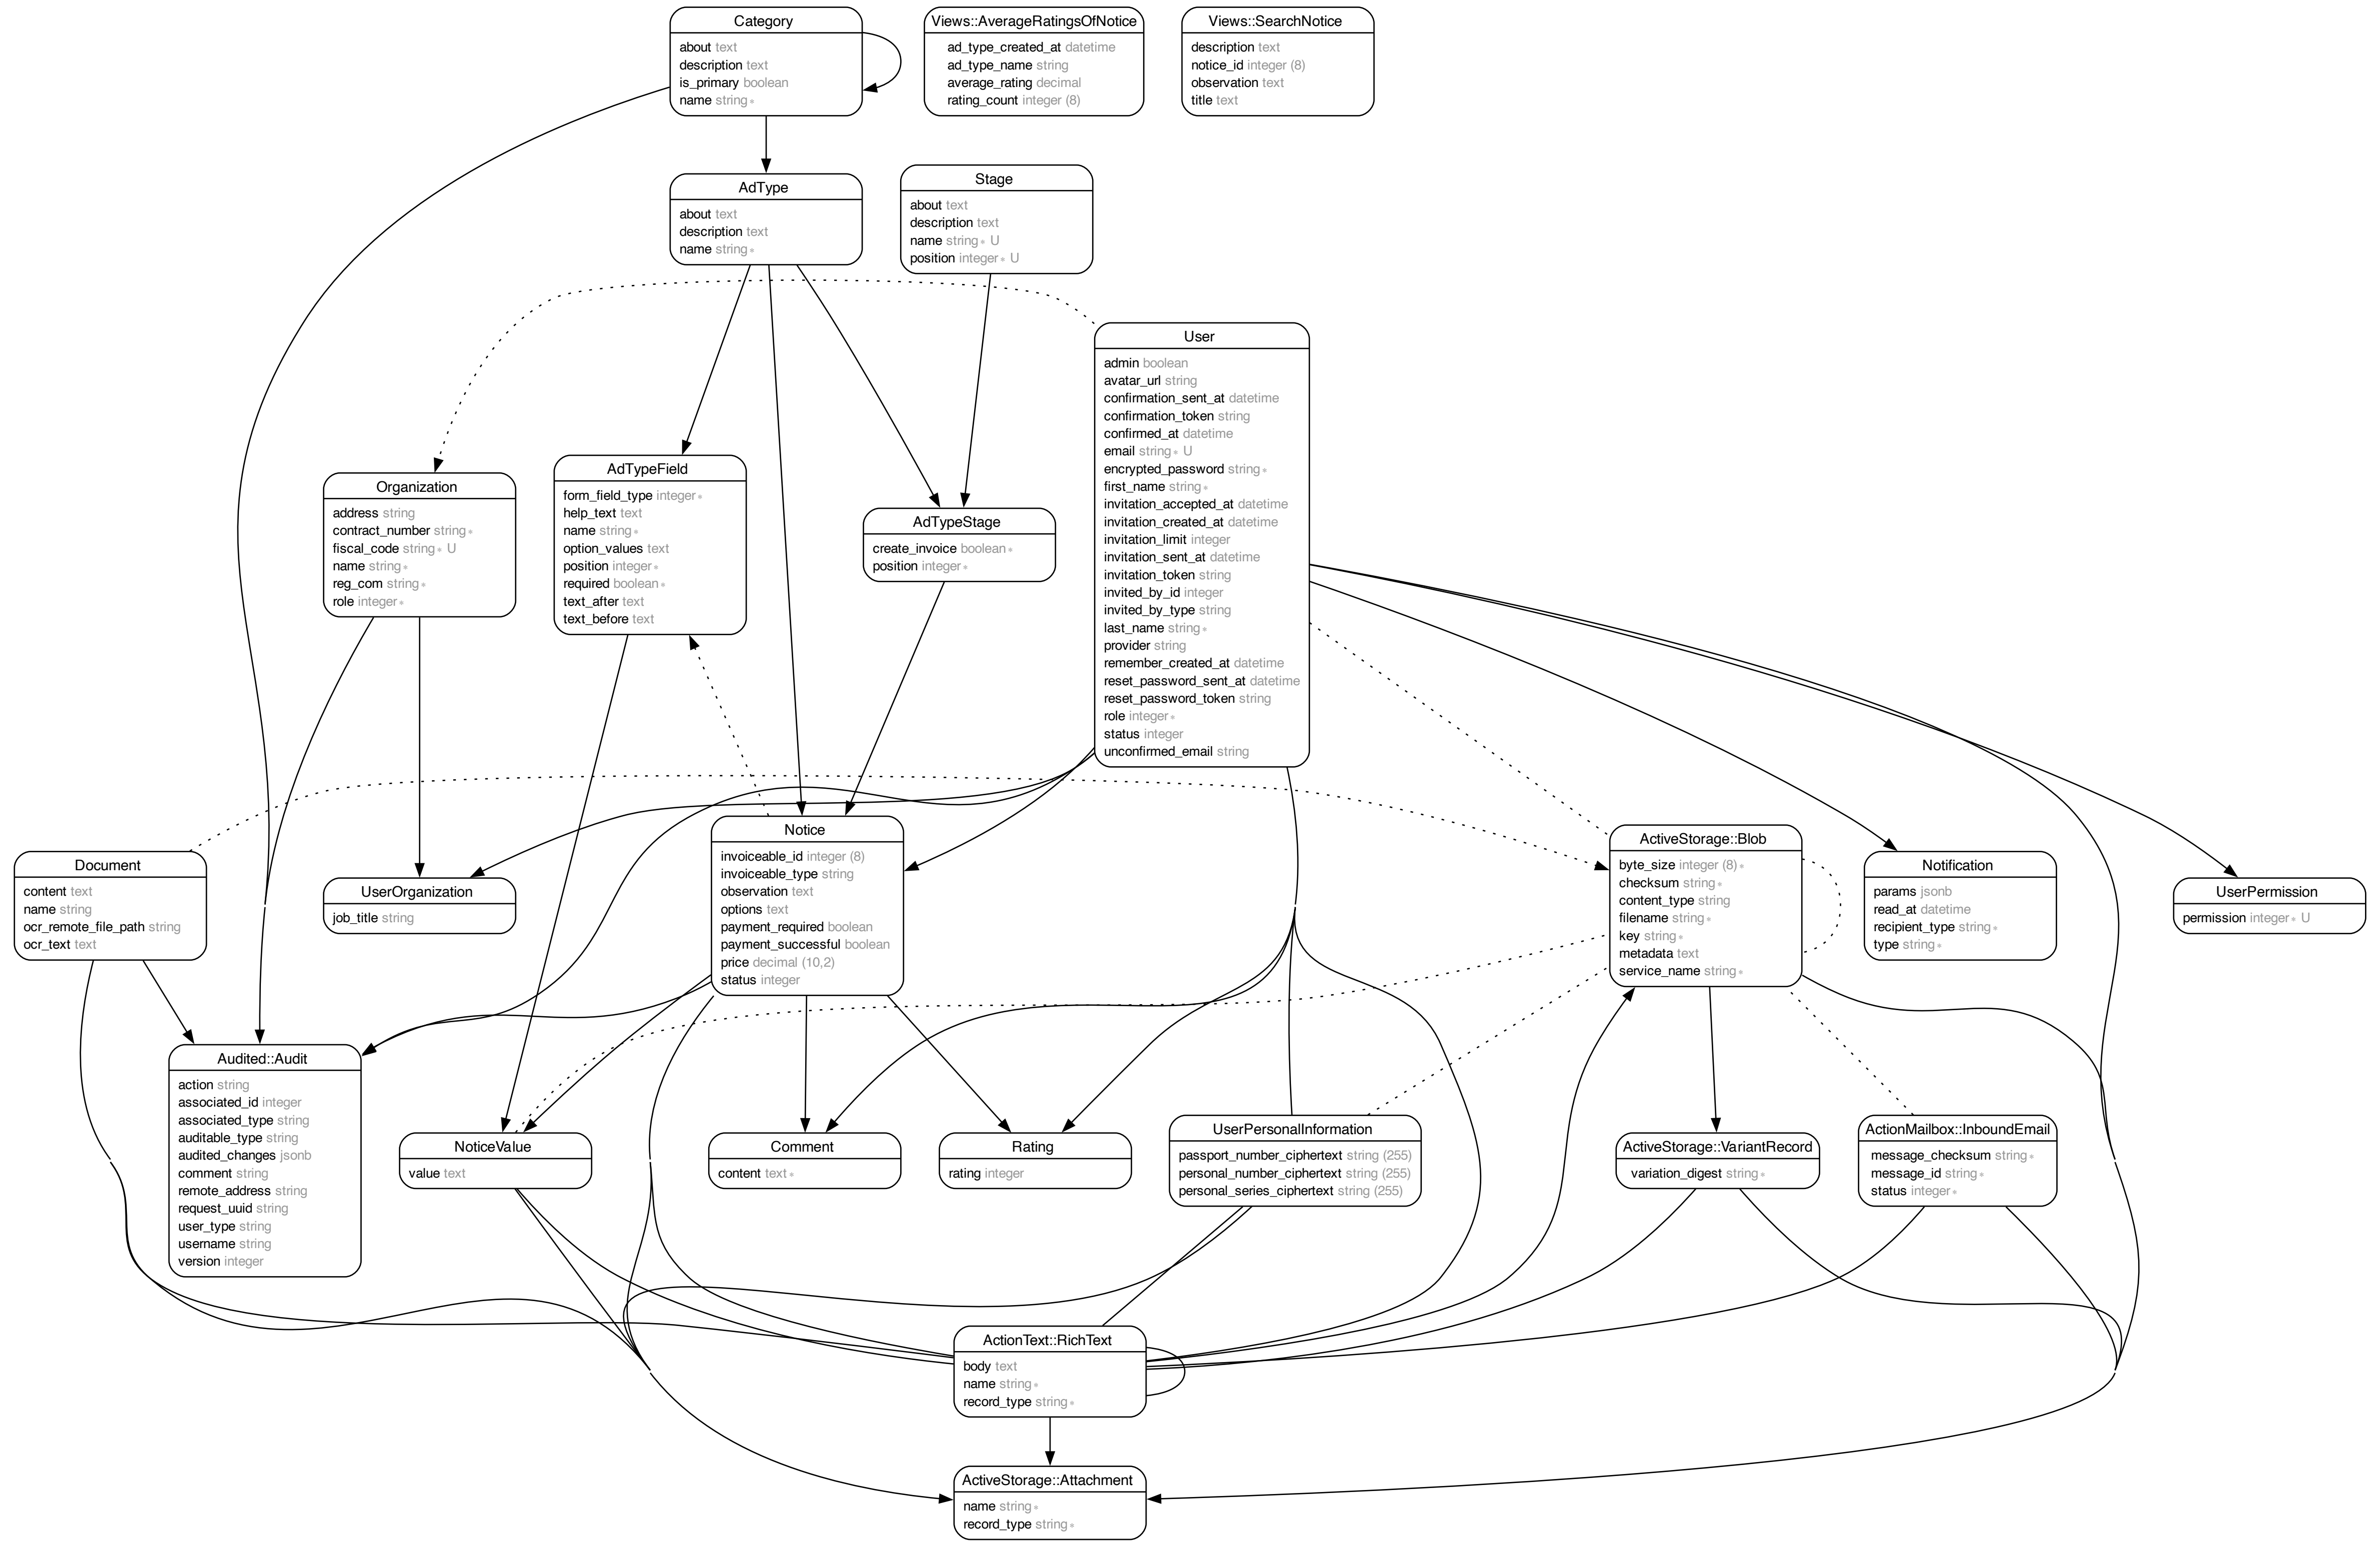 Category
about text
description text
is_primary boolean
name string *
Views::AverageRatingsOfNotice
ad_type_created_at datetime
ad_type_name string
average_rating decimal
rating_count integer (8)
Views::SearchNotice
description text
notice_id integer (8)
observation text
title text
AdType
about text
description text
name string *
Stage
about text
description text
name string * U
position integer * U
User
admin boolean
avatar_url string
confirmation_sent_at datetime
confirmation_token string
confirmed_at datetime
email string * U
encrypted_password string *
first_name string *
invitation_accepted_at datetime
invitation_created_at datetime
invitation_limit integer
invitation_sent_at datetime
invitation_token string
invited_by_id integer
invited_by_type string
last_name string *
provider string
remember_created_at datetime
reset_password_sent_at datetime
reset_password_token string
role integer *
status integer
unconfirmed_email string
Organization
address string
contract_number string *
fiscal_code string * U
name string *
reg_com string *
role integer *
AdTypeField
form_field_type integer *
help_text text
name string *
option_values text
position integer *
required boolean *
text_after text
text_before text
AdTypeStage
create_invoice boolean *
position integer *
Document
content text
name string
ocr_remote_file_path string
ocr_text text
UserOrganization
job_title string
Notice
invoiceable_id integer (8)
invoiceable_type string
observation text
options text
payment_required boolean
payment_successful boolean
price decimal (10,2)
status integer
ActiveStorage::Blob
byte_size integer (8) *
checksum string *
content_type string
filename string *
key string *
metadata text
service_name string *
Notification
params jsonb
read_at datetime
recipient_type string *
type string *
UserPermission
permission integer * U
Audited::Audit
action string
associated_id integer
associated_type string
auditable_type string
audited_changes jsonb
comment string
remote_address string
request_uuid string
user_type string
username string
version integer
NoticeValue
value text
Comment
content text *
Rating
rating integer
UserPersonalInformation
passport_number_ciphertext string (255)
personal_number_ciphertext string (255)
personal_series_ciphertext string (255)
ActiveStorage::VariantRecord
variation_digest string *
ActionMailbox::InboundEmail
message_checksum string *
message_id string *
status integer *
ActionText::RichText
body text
name string *
record_type string *
ActiveStorage::Attachment
name string *
record_type string *